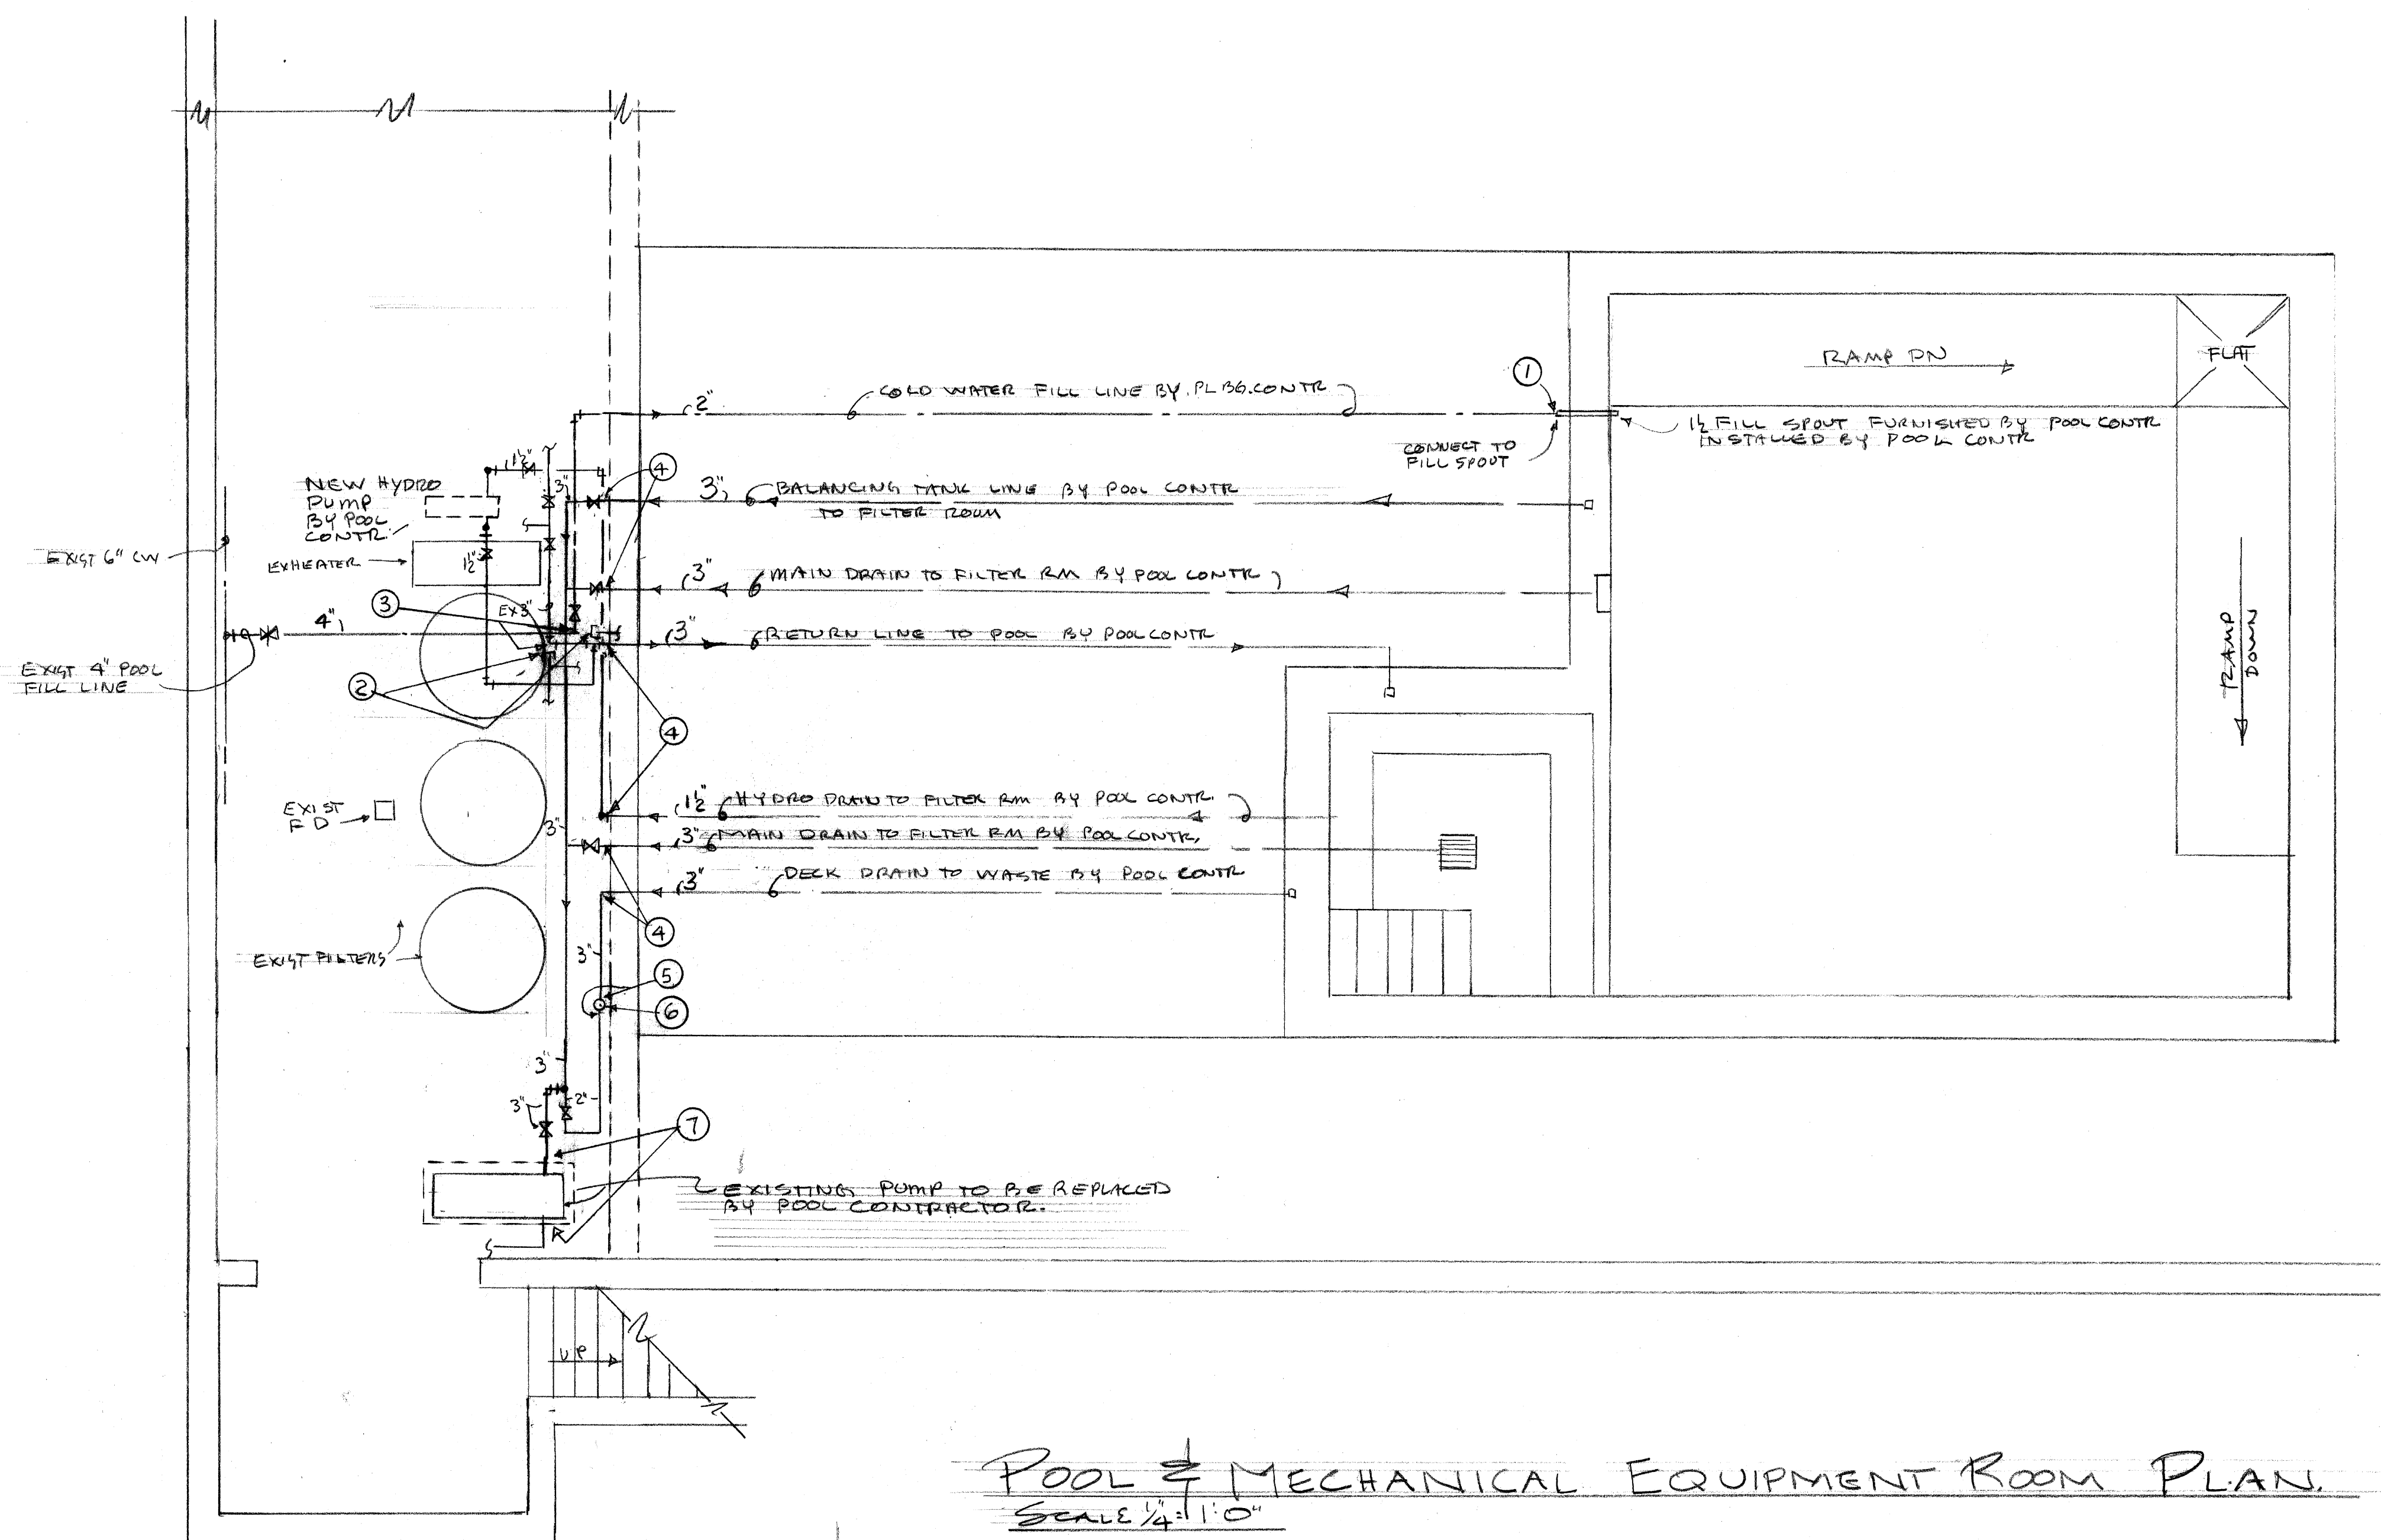 RAMP DN
FLAT
1
2"
COLD WATER FILL LINE BY PLBG. CONTR
1½ FILL SPOUT FURNISHED BY POOL CONTR
INSTALLED BY POOL CONTR
CONNECT TO
FILL SPOUT
1½"
4
NEW HYDRO
PUMP
BY POOL
CONTR.
3"
3"
BALANCING TANK LINE BY POOL CONTR
TO FILTER ROOM
EXIST 6" CW
EXHEATER
1½"
3"
MAIN DRAIN TO FILTER RM BY POOL CONTR
3
EX3"
4"
3"
RETURN LINE TO POOL BY POOL CONTR
RAMP
DOWN
EXIST 4" POOL
FILL LINE
2
4
1½"
HYDRO DRAIN TO FILTER RM BY POOL CONTR.
EXIST
FD
3"
3"
MAIN DRAIN TO FILTER RM BY POOL CONTR,
3"
DECK DRAIN TO WASTE BY POOL CONTR
4
EXIST FILTERS
3"
5
6
3"
3"
2"
7
EXISTING PUMP TO BE REPLACED
BY POOL CONTRACTOR.
UP
POOL & MECHANICAL EQUIPMENT ROOM PLAN.
SCALE ¼"=1'-0"